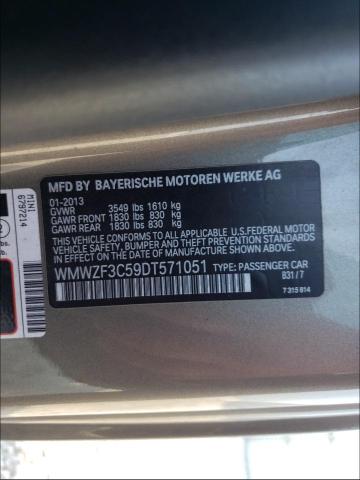 MFD BY BAYERISCHE MOTOREN WERKE AG
01-2013
GVWR 3549 lbs 1610 kg
GAWR FRONT 1830 lbs 830 kg
GAWR REAR 1830 lbs 830 kg
THIS VEHICLE CONFORMS TO ALL APPLICABLE U.S.FEDERAL MOTOR
VEHICLE SAFETY, BUMPER AND THEFT PREVENTION STANDARDS IN EFFECT
ON THE DATE OF MANUFACTURE SHOWN ABOVE.
WMWZF3C59DT571051 TYPE: PASSENGER CAR
B31 / 7
7 315 814
MINI
6797214